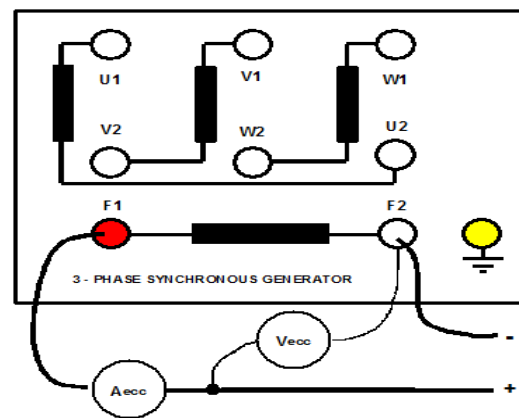 U1 V1 W1
V2 W2 U2
F1 F2
3 - PHASE SYNCHRONOUS GENERATOR
Vecc
-
Aecc +